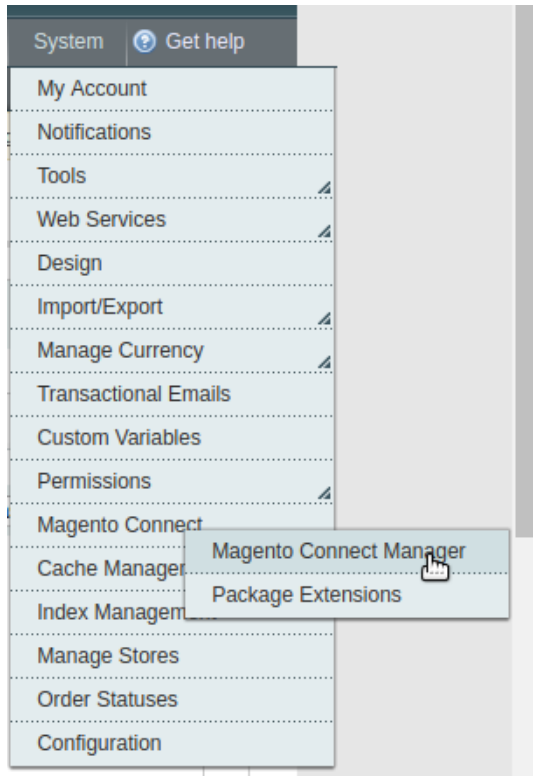 System
Get help
My Account
Notifications
Tools
Web Services
Design
Import/Export
Manage Currency
Transactional Emails
Custom Variables
Permissions
Magento Connect
Magento Connect Manager
Cache
Package Extensions
Index
Manage Stores
Order Statuses
Configuration